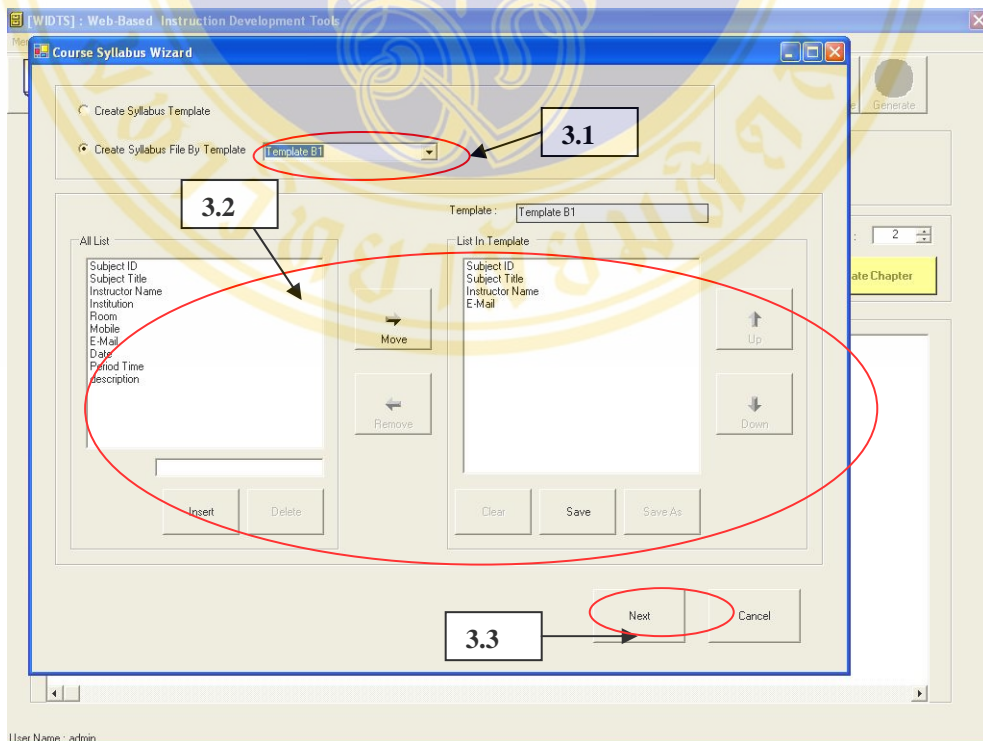 [WIDTS] : Web-Based Instruction Development Tools
Course Syllabus Wizard
Create Syllabus Template
Generate
Create Syllabus File By Template
Template B1
3.1
3.2
Template :
Template B1
All List
List In Template
: 2
Subject ID
Subject Title
Instructor Name
Institution
Room
Mobile
E-Mail
Date
Period Time
description
Move
Remove
Subject ID
Subject Title
Instructor Name
E-Mail
Up
Down
ate Chapter
Insert
Delete
Clear
Save
Save As
Next
Cancel
3.3
User Name : admin